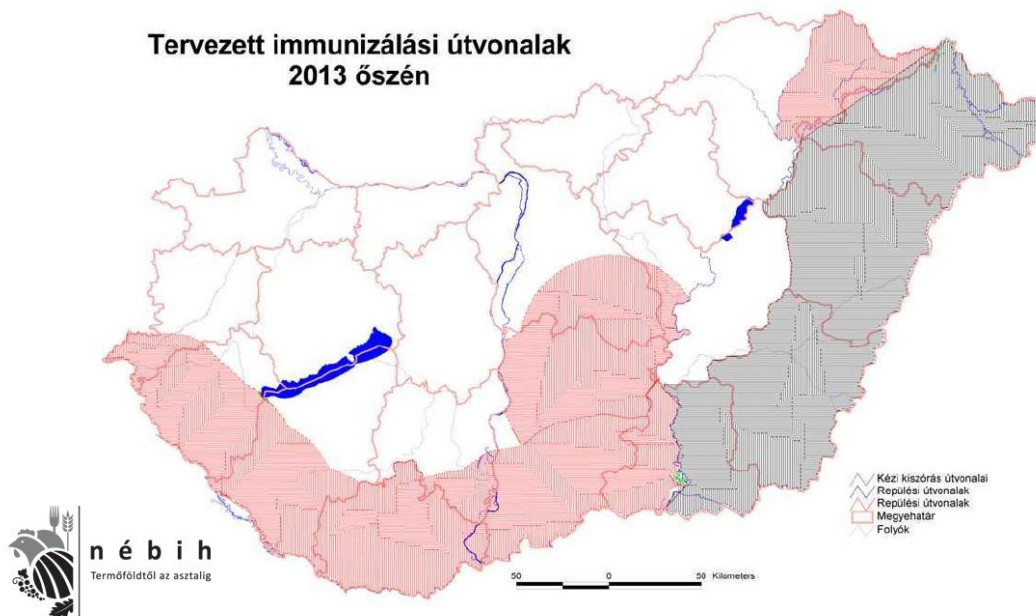 Tervezett immunizálási útvonalak
2013 őszén
Kézi kiszórás útvonalai
Repülési útvonalak
Repülési útvonalak
Megyehatár
Folyók
50 0 50 Kilometers
nébih
Termőföldtől az asztalig